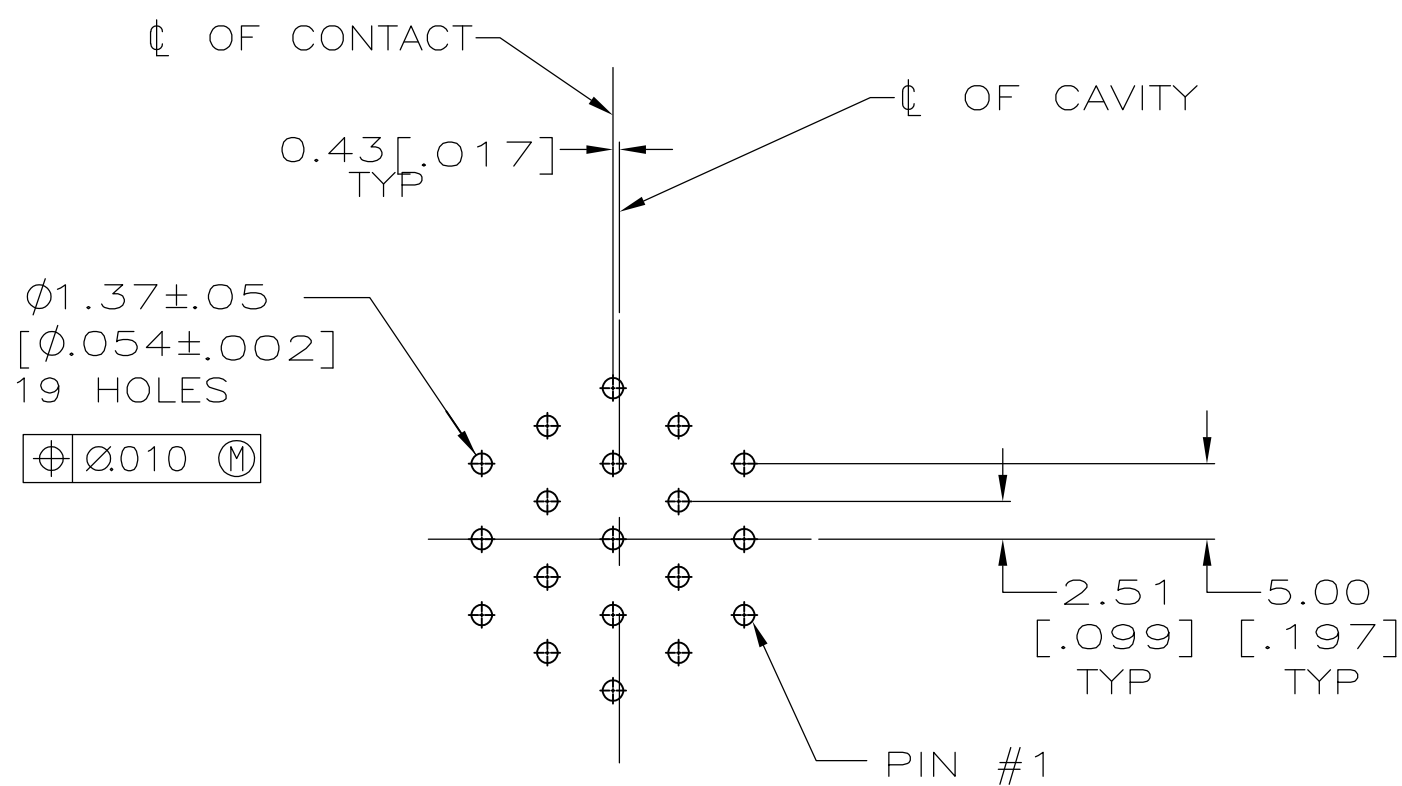 ℄ OF CONTACT
℄ OF CAVITY
0.43[.017]
TYP
Ø1.37±.05
[Ø.054±.002]
19 HOLES
⌖ Ø.010 Ⓜ
2.51
[.099]
TYP
5.00
[.197]
TYP
PIN #1